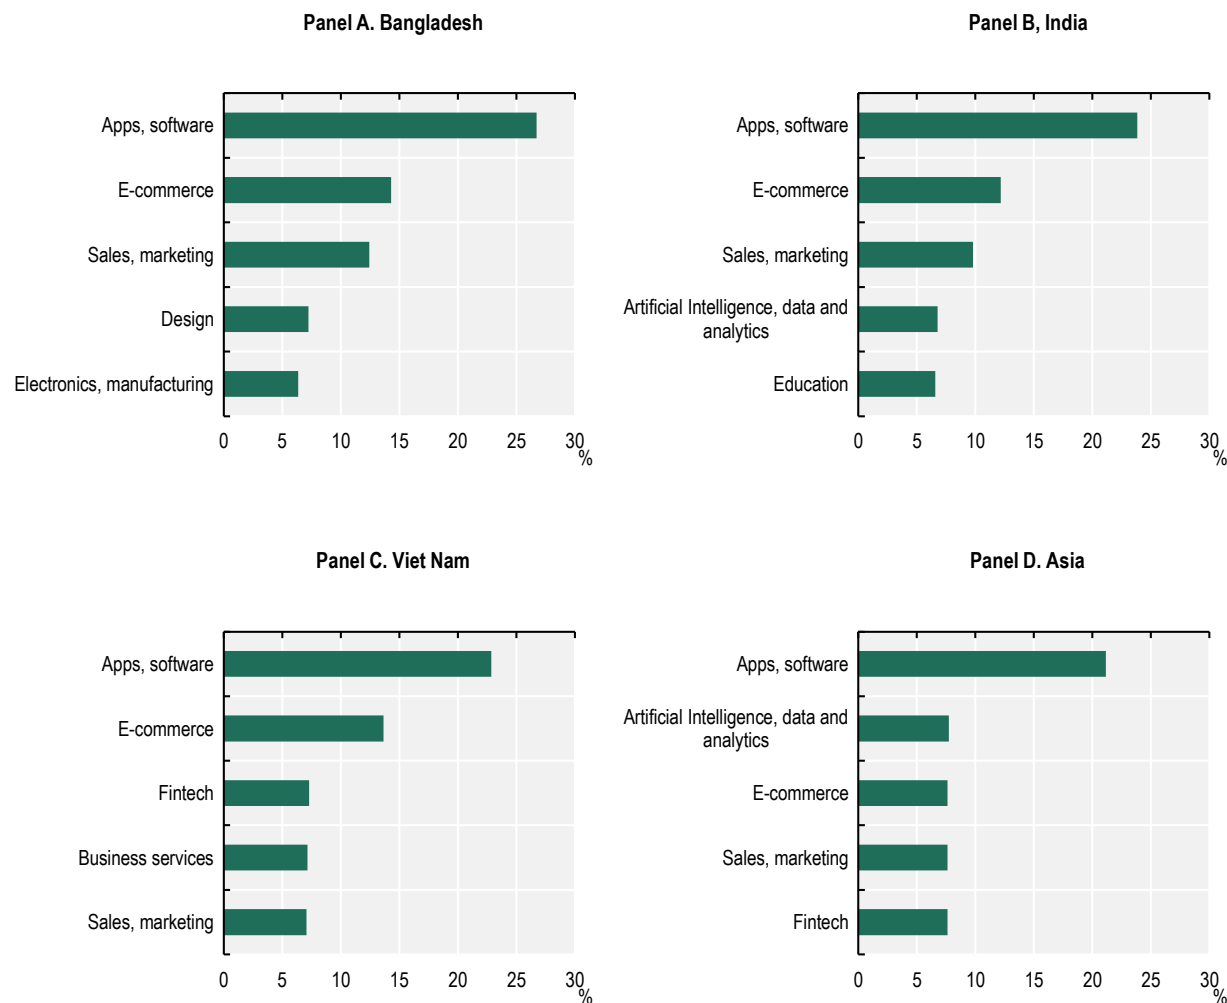 Panel A. Bangladesh
Apps, software
E-commerce
Sales, marketing
Design
Electronics, manufacturing
0 5 10 15 20 25 30
%
Panel B, India
Apps, software
E-commerce
Sales, marketing
Artificial Intelligence, data and
analytics
Education
0 5 10 15 20 25 30
%
Panel C. Viet Nam
Apps, software
E-commerce
Fintech
Business services
Sales, marketing
0 5 10 15 20 25 30
%
Panel D. Asia
Apps, software
Artificial Intelligence, data and
analytics
E-commerce
Sales, marketing
Fintech
0 5 10 15 20 25 30
%